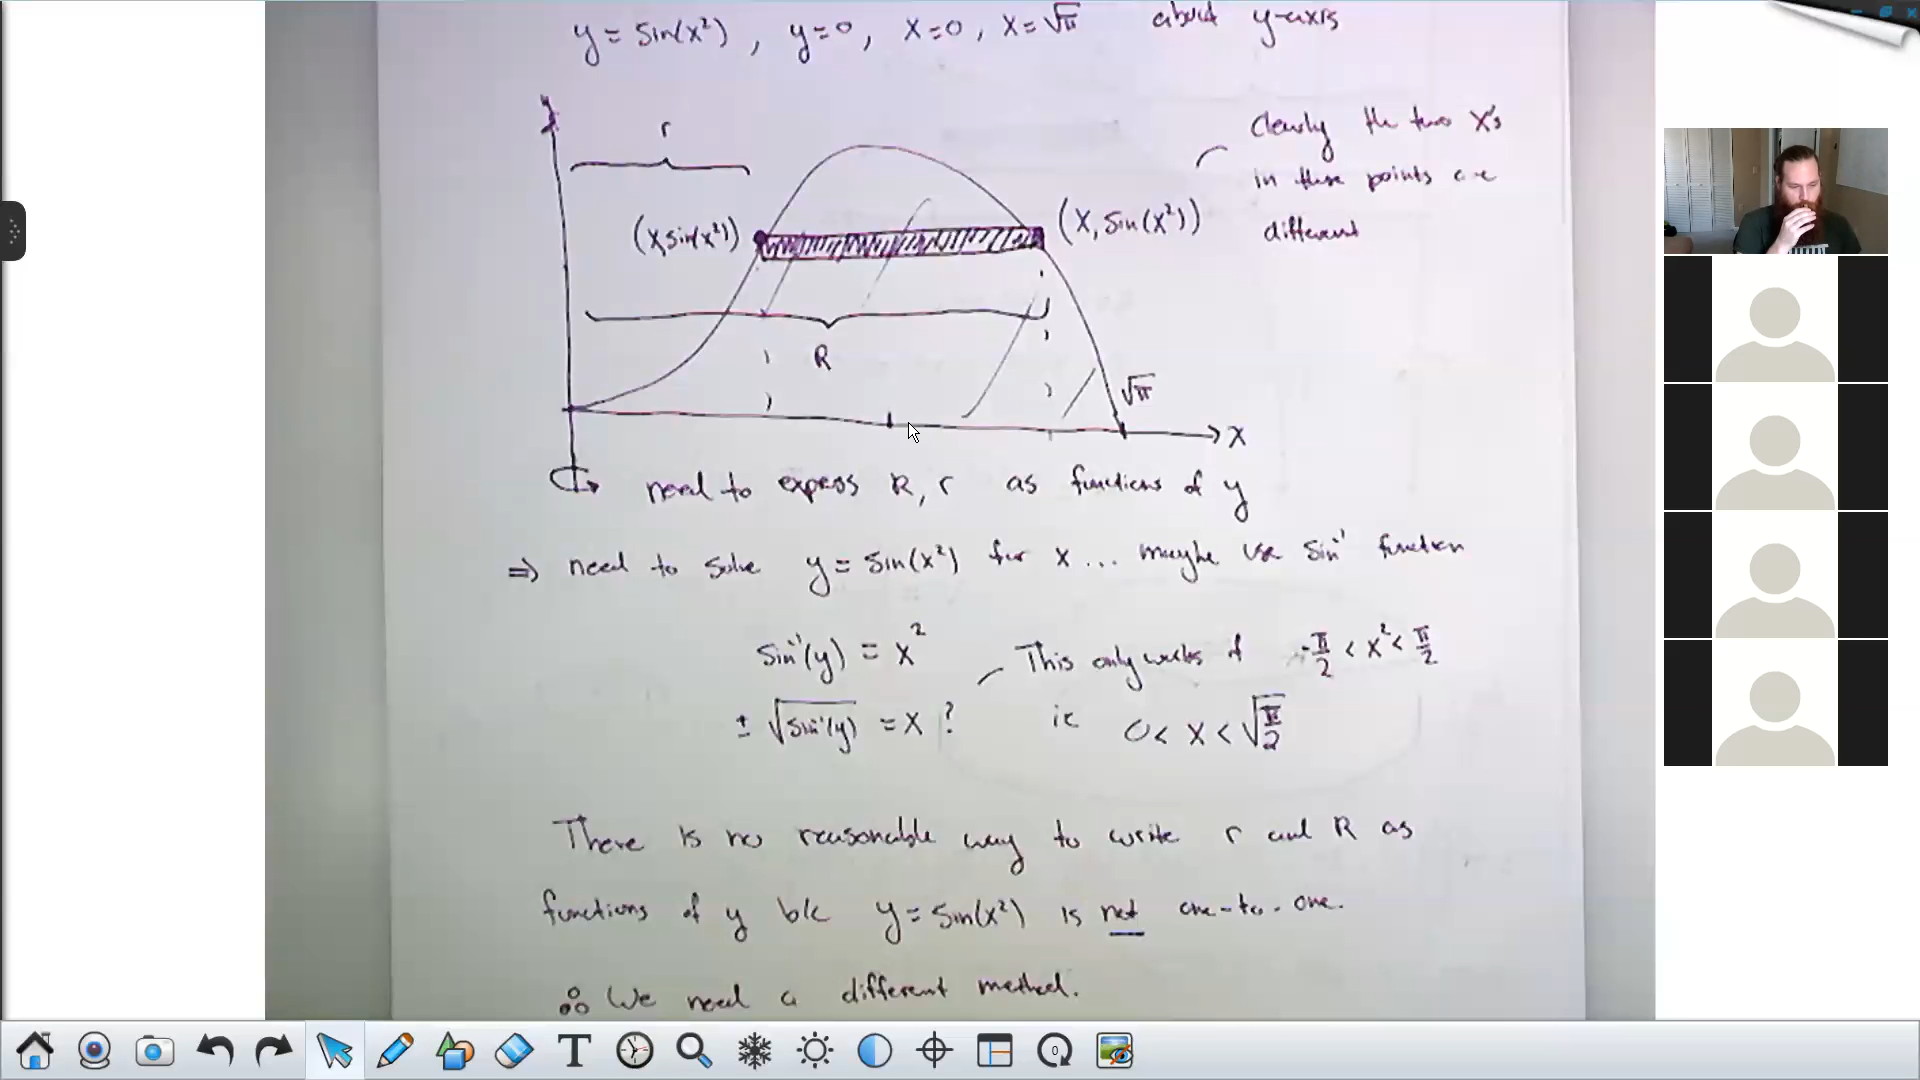 y = sin(x²), y=0, x=0, x=√π about y-axis
y
r
Clearly the two x's
in these points are
different
(x,sin(x²))
(x, sin(x²))
R
√π
x
need to express R, r as functions of y
⇒ need to solve y = sin(x²) for x ... maybe use sin⁻¹ function
sin⁻¹(y) = x²
This only works if -π/2 < x² < π/2
± √sin⁻¹(y) = x ?
ie 0 < x < √π/2
There is no reasonable way to write r and R as
functions of y b/c y = sin(x²) is not one-to-one.
∴ We need a different method.
T
0